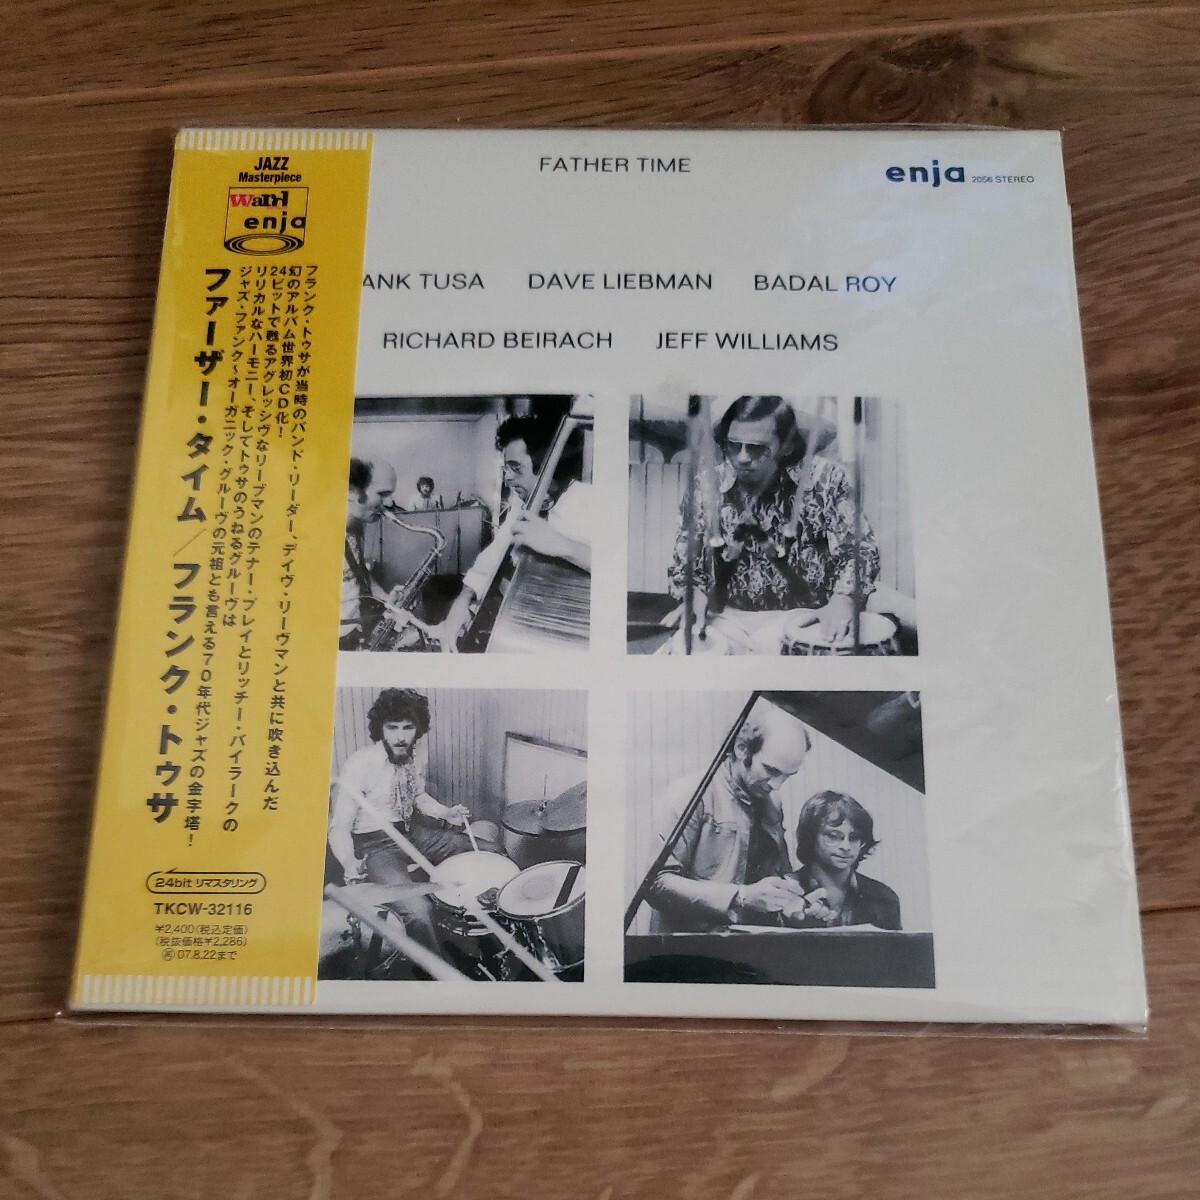 JAZZ
Masterpiece
Want
enja
フランク・トゥサが当時のバンド・リーダー、デイヴ・リーヴマンと共に吹き込んだ
幻のアルバム世界初CD化!
24ビットで甦るアグレッシヴなリーブマンのテナー・プレイとリッチー・バイラークの
リリカルなハーモニー、そしてトゥサのうねるグルーヴは
ジャズ・ファンク~オーガニック・グルーヴの元祖とも言える70年代ジャズの金字塔!
ファーザー・タイム/フランク・トゥサ
24bit リマスタリング
TKCW-32116
¥2,400(税込定価)
(税抜価格¥2,286)
再 07.8.22まで
FATHER TIME
enja 2056 STEREO
ANK TUSA DAVE LIEBMAN BADAL ROY
RICHARD BEIRACH JEFF WILLIAMS